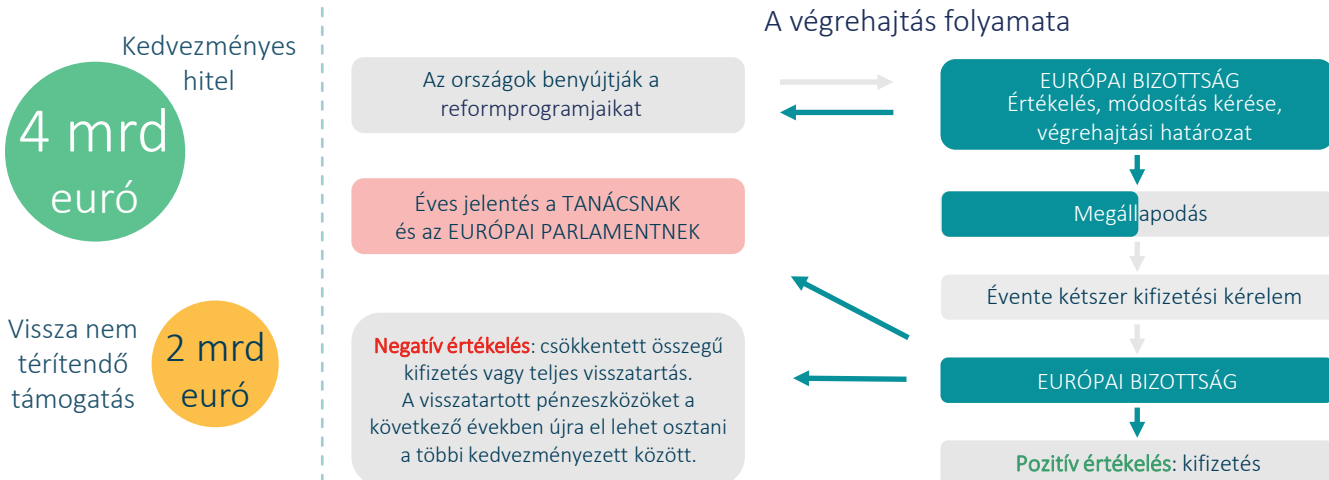 A végrehajtás folyamata
Kedvezményes
hitel
4 mrd
euró
Vissza nem
térítendő
támogatás
2 mrd
euró
Az országok benyújtják a
reformprogramjaikat
EURÓPAI BIZOTTSÁG
Értékelés, módosítás kérése,
végrehajtási határozat
Éves jelentés a TANÁCSNAK
és az EURÓPAI PARLAMENTNEK
Megállapodás
Évente kétszer kifizetési kérelem
Negatív értékelés: csökkentett összegű
kifizetés vagy teljes visszatartás.
A visszatartott pénzeszközöket a
következő években újra el lehet osztani
a többi kedvezményezett között.
EURÓPAI BIZOTTSÁG
Pozitív értékelés: kifizetés